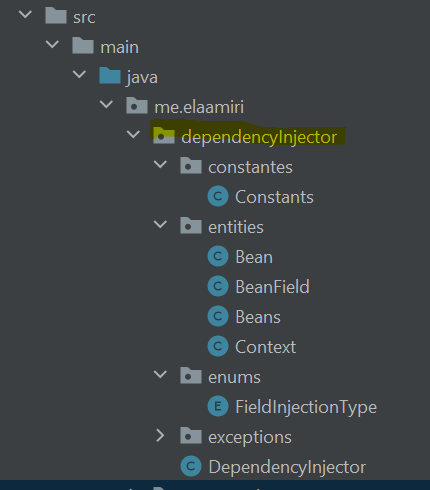 src
main
java
me.elaamiri
dependencyInjector
constantes
C Constants
entities
C Bean
C BeanField
C Beans
C Context
enums
E FieldInjectionType
exceptions
C DependencyInjector